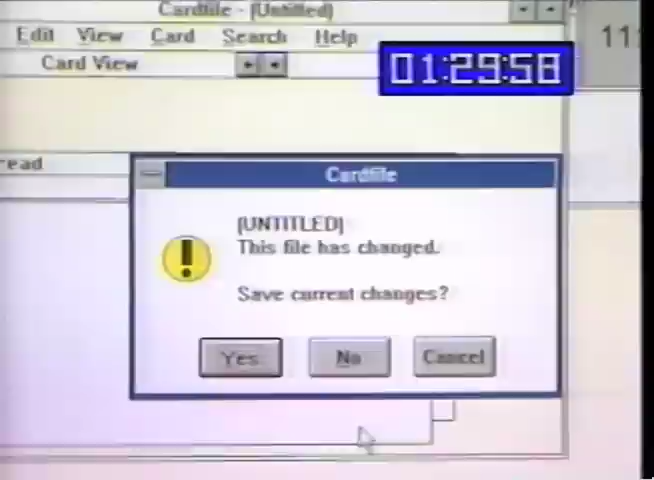 Cardfile - [Untitled]
Edit View Card Search Help
Card View
01:29:58
11:
read
Cardfile
[UNTITLED]
This file has changed.
Save current changes?
Yes No Cancel